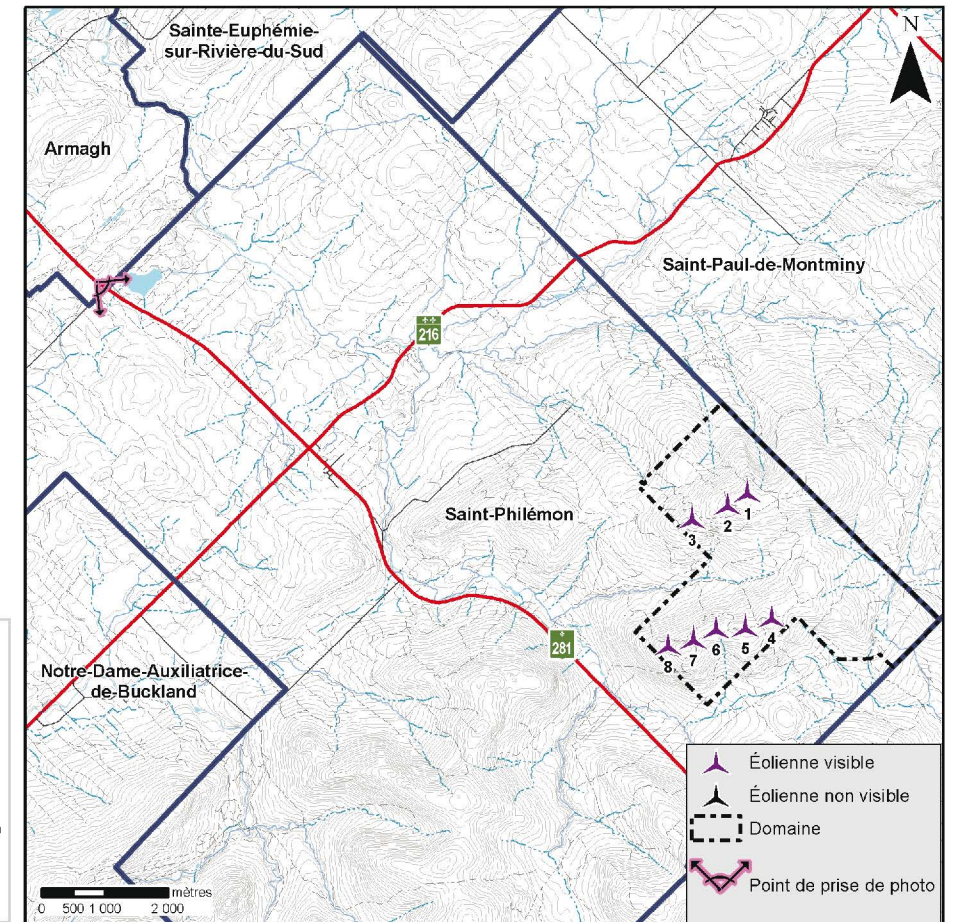 Sainte-Euphémie-
sur-Rivière-du-Sud
N
Armagh
Saint-Paul-de-Montminy
216
Saint-Philémon
1
2
3
4
5
6
7
8
281
Notre-Dame-Auxiliatrice-
de-Buckland
Éolienne visible
Éolienne non visible
Domaine
Point de prise de photo
mètres
0 500 1 000 2 000